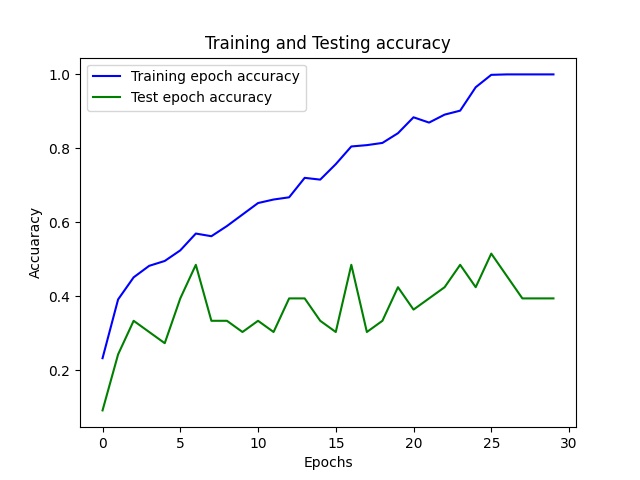 Training and Testing accuracy
Training epoch accuracy
Test epoch accuracy
1.0
0.8
0.6
0.4
0.2
Accuaracy
0 5 10 15 20 25 30
Epochs